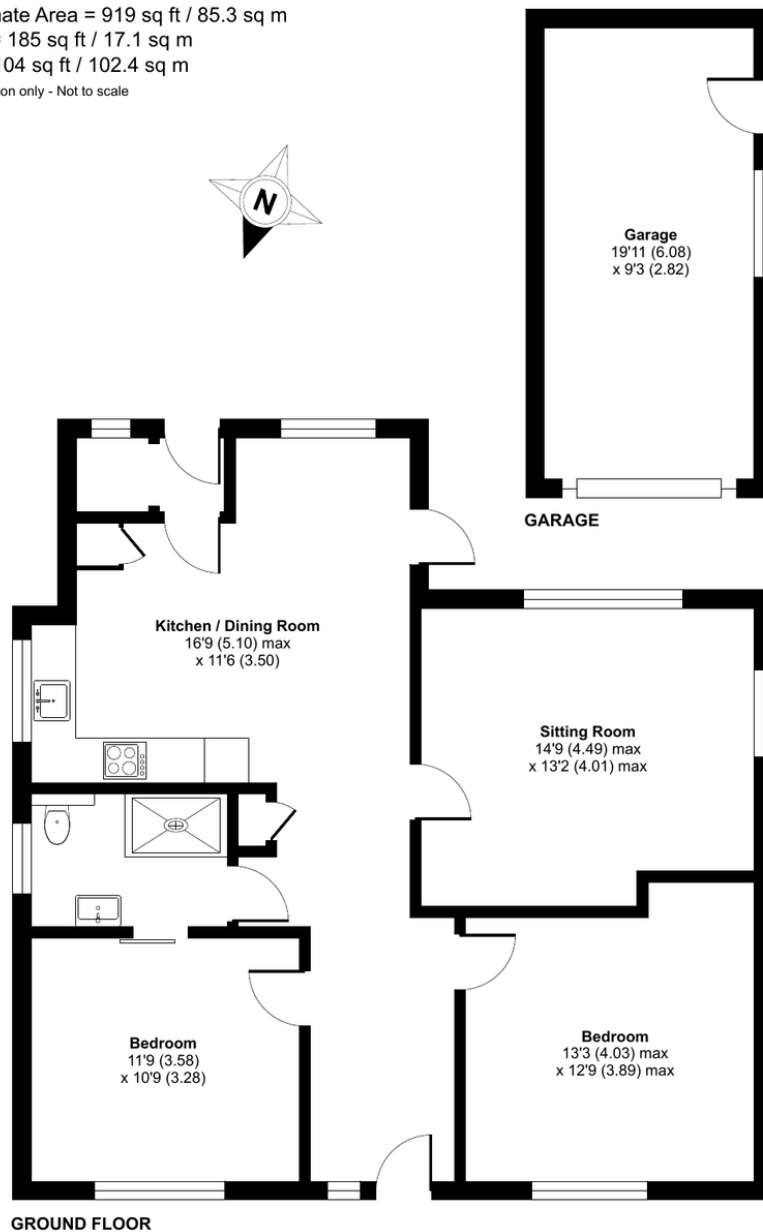 ate Area = 919 sq ft / 85.3 sq m
= 185 sq ft / 17.1 sq m
04 sq ft / 102.4 sq m
on only - Not to scale
N
Garage
19'11 (6.08)
x 9'3 (2.82)
GARAGE
Kitchen / Dining Room
16'9 (5.10) max
x 11'6 (3.50)
Sitting Room
14'9 (4.49) max
x 13'2 (4.01) max
Bedroom
11'9 (3.58)
x 10'9 (3.28)
Bedroom
13'3 (4.03) max
x 12'9 (3.89) max
GROUND FLOOR